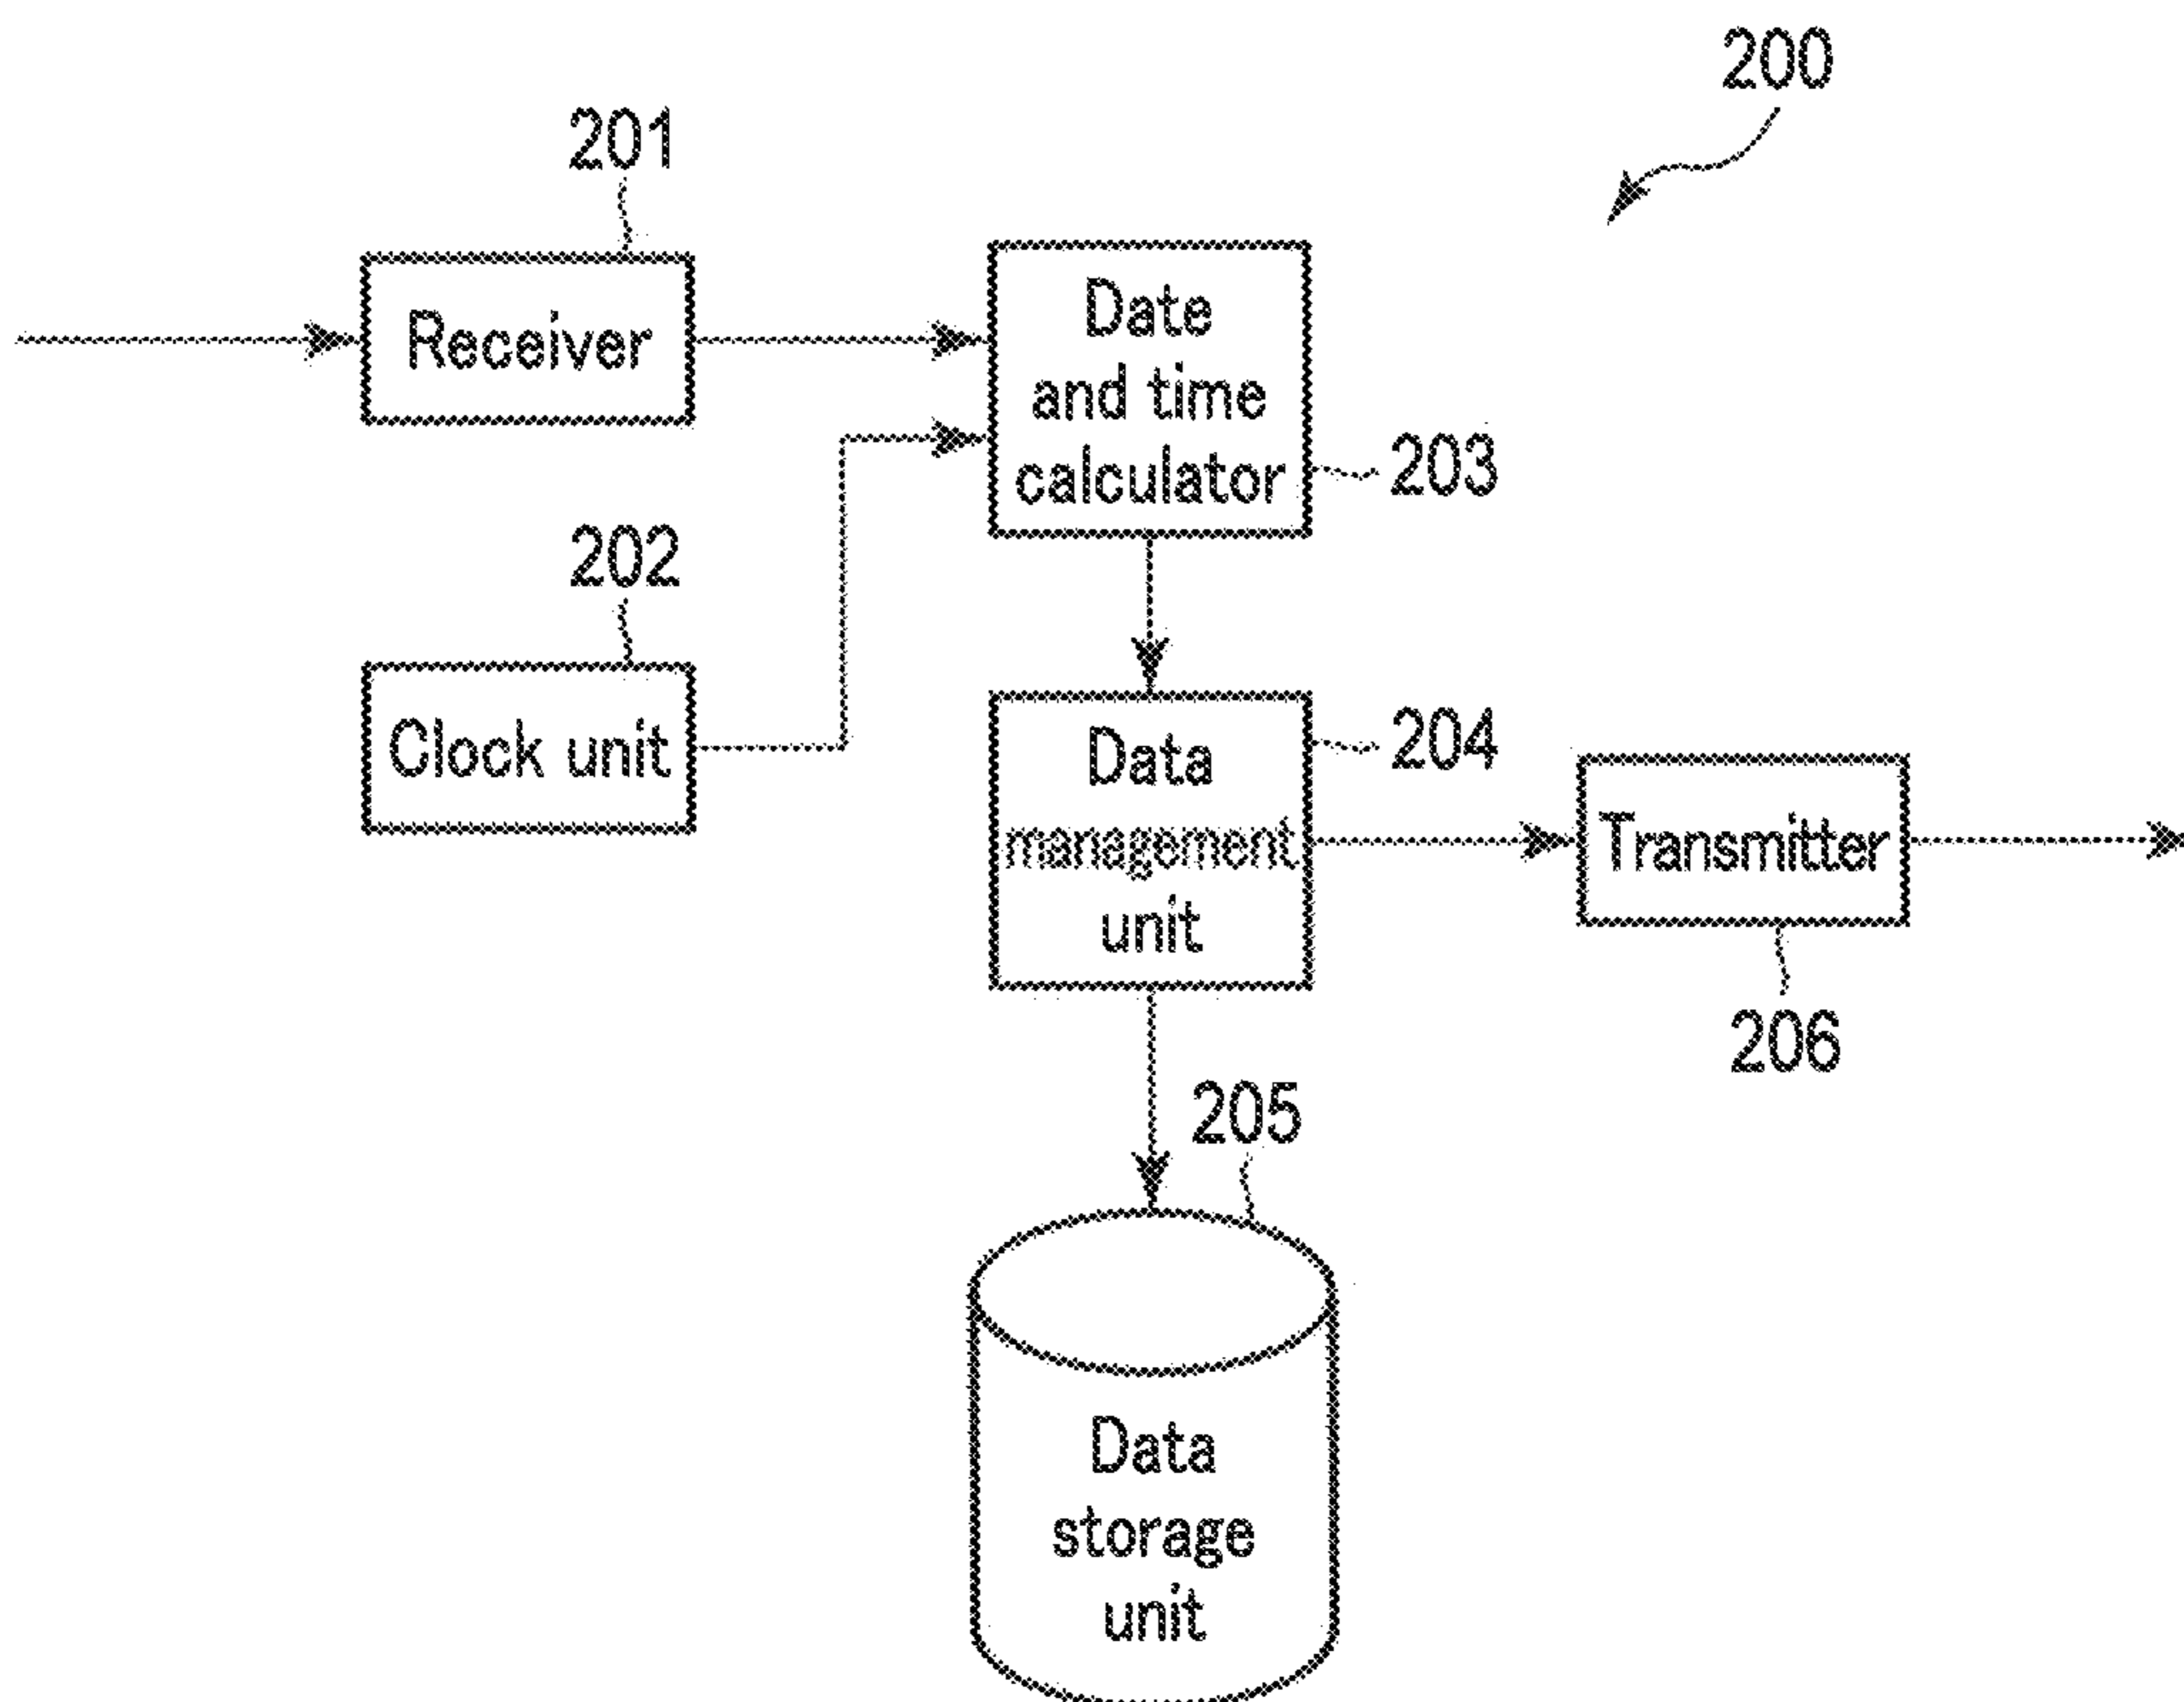 200
201
Receiver
Date
and time
calculator
203
202
Clock unit
Data
management
unit
204
Transmitter
206
205
Data
storage
unit